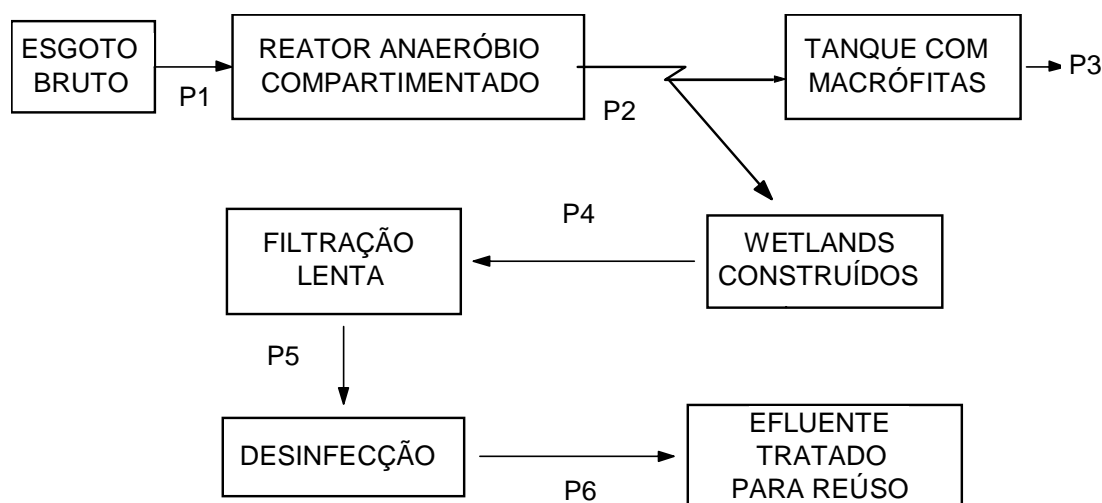 ESGOTO
BRUTO
P1
REATOR ANAERÓBIO
COMPARTIMENTADO
P2
TANQUE COM
MACRÓFITAS
P3
FILTRAÇÃO
LENTA
P4
WETLANDS
CONSTRUÍDOS
P5
DESINFECÇÃO
P6
EFLUENTE
TRATADO
PARA REÚSO